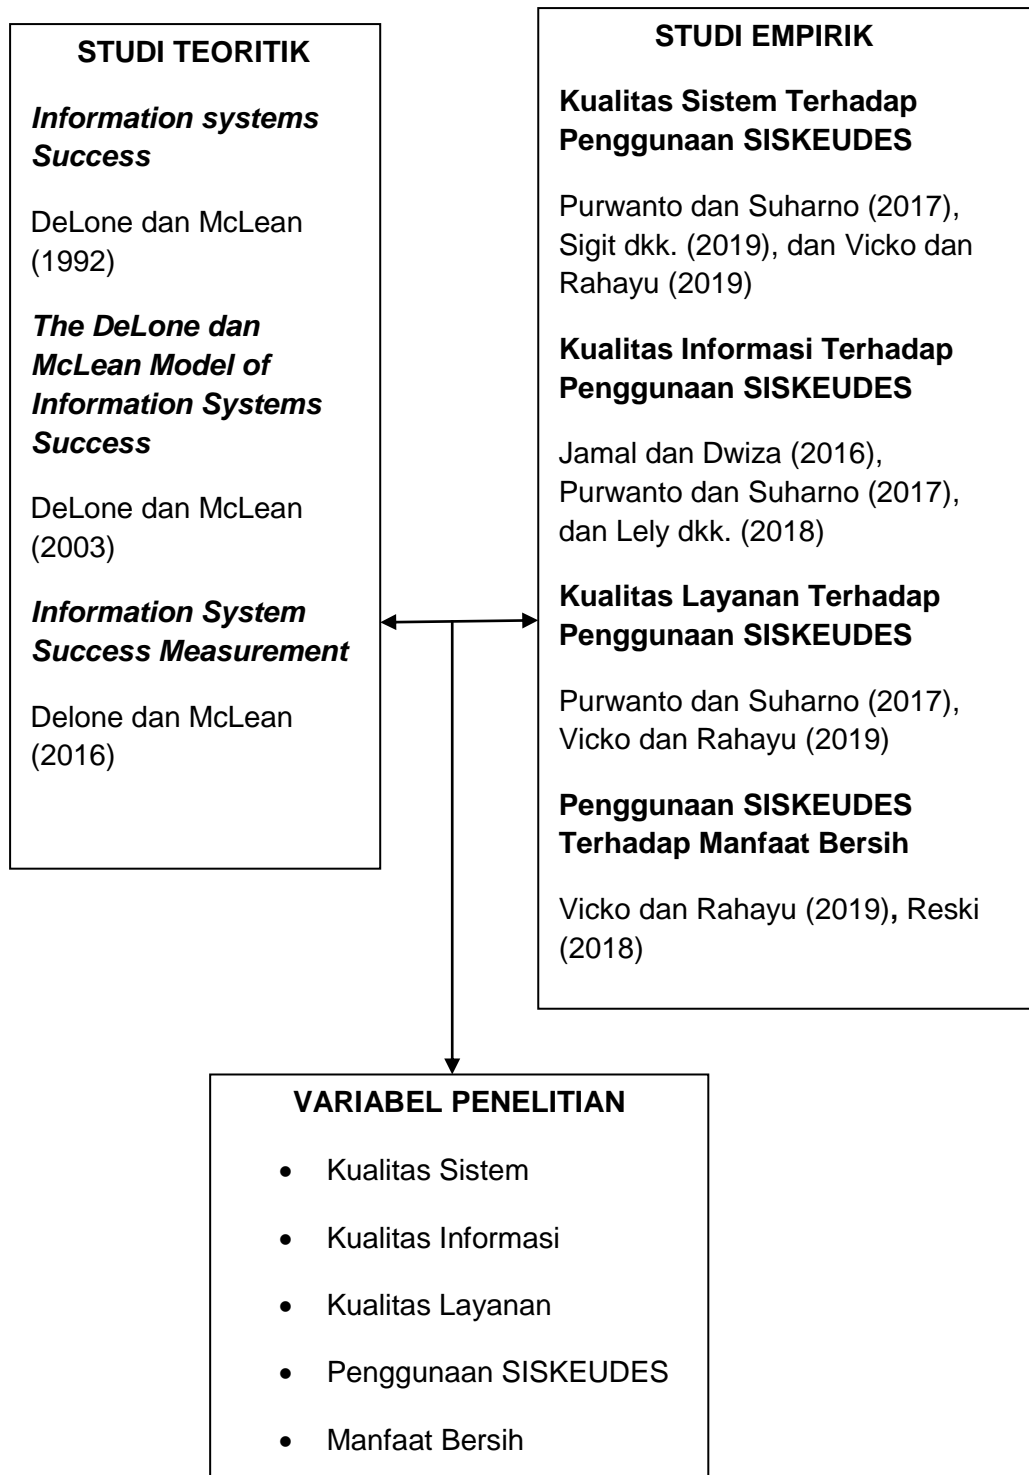 STUDI TEORITIK
Information systems
Success
DeLone dan McLean
(1992)
The DeLone dan
McLean Model of
Information Systems
Success
DeLone dan McLean
(2003)
Information System
Success Measurement
Delone dan McLean
(2016)
STUDI EMPIRIK
Kualitas Sistem Terhadap
Penggunaan SISKEUDES
Purwanto dan Suharno (2017),
Sigit dkk. (2019), dan Vicko dan
Rahayu (2019)
Kualitas Informasi Terhadap
Penggunaan SISKEUDES
Jamal dan Dwiza (2016),
Purwanto dan Suharno (2017),
dan Lely dkk. (2018)
Kualitas Layanan Terhadap
Penggunaan SISKEUDES
Purwanto dan Suharno (2017),
Vicko dan Rahayu (2019)
Penggunaan SISKEUDES
Terhadap Manfaat Bersih
Vicko dan Rahayu (2019), Reski
(2018)
VARIABEL PENELITIAN
• Kualitas Sistem
• Kualitas Informasi
• Kualitas Layanan
• Penggunaan SISKEUDES
• Manfaat Bersih